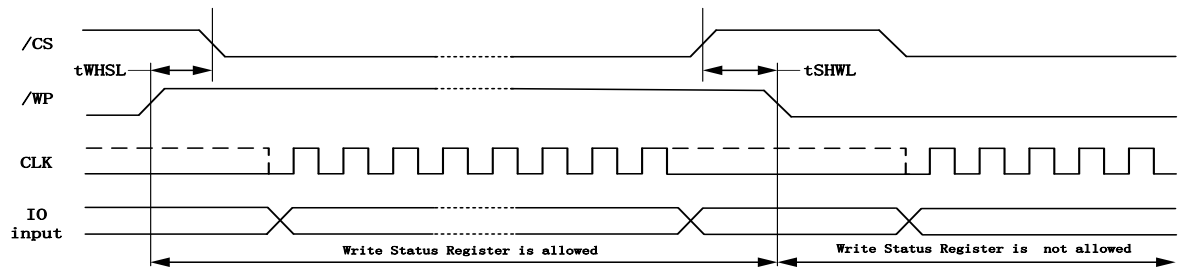 /CS
tWHSL
tSHWL
/WP
CLK
IO
input
Write Status Register is allowed
Write Status Register is not allowed